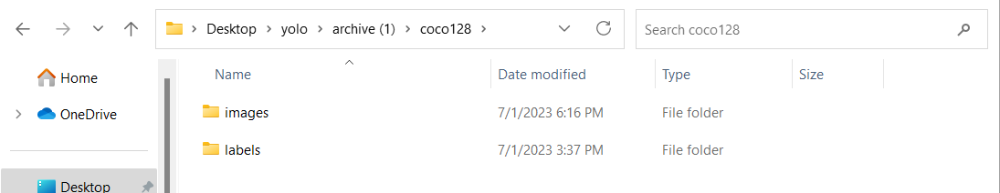 Desktop > yolo > archive (1) > coco128 >
Search coco128
Name Date modified Type Size
Home
OneDrive
images 7/1/2023 6:16 PM File folder
labels 7/1/2023 3:37 PM File folder
Desktop